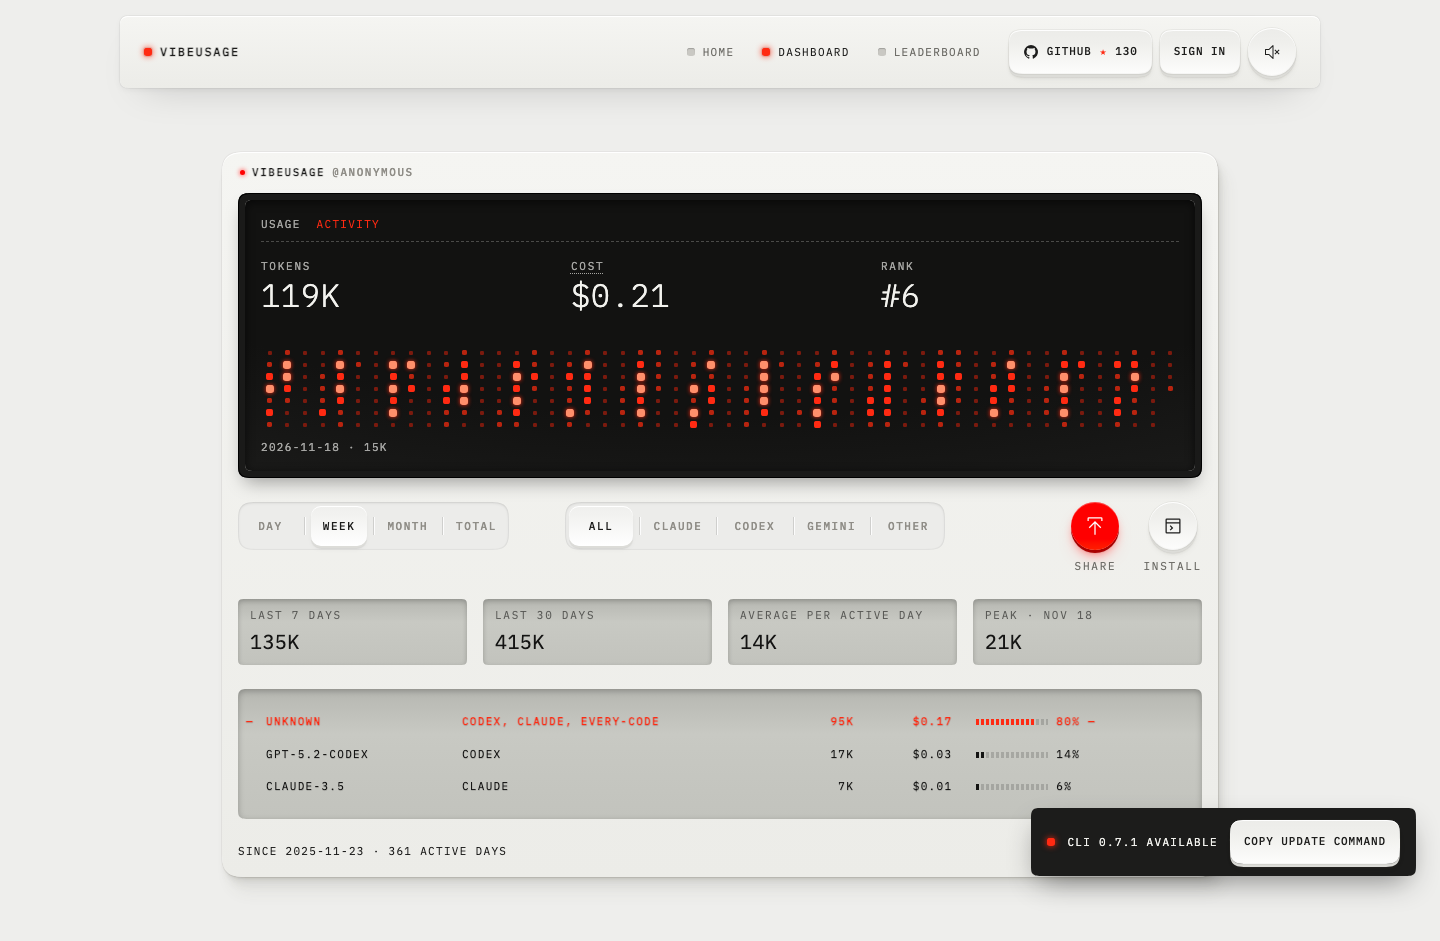 VIBEUSAGE
HOME
DASHBOARD
LEADERBOARD
GITHUB ★ 130
SIGN IN
VIBEUSAGE @ANONYMOUS
USAGE ACTIVITY
TOKENS
119K
COST
$0.21
RANK
#6
2026-11-18 · 15K
DAY
WEEK
MONTH
TOTAL
ALL
CLAUDE
CODEX
GEMINI
OTHER
SHARE
INSTALL
LAST 7 DAYS
135K
LAST 30 DAYS
415K
AVERAGE PER ACTIVE DAY
14K
PEAK · NOV 18
21K
— UNKNOWN CODEX, CLAUDE, EVERY-CODE 95K $0.17 80% —
GPT-5.2-CODEX CODEX 17K $0.03 14%
CLAUDE-3.5 CLAUDE 7K $0.01 6%
CLI 0.7.1 AVAILABLE
COPY UPDATE COMMAND
SINCE 2025-11-23 · 361 ACTIVE DAYS